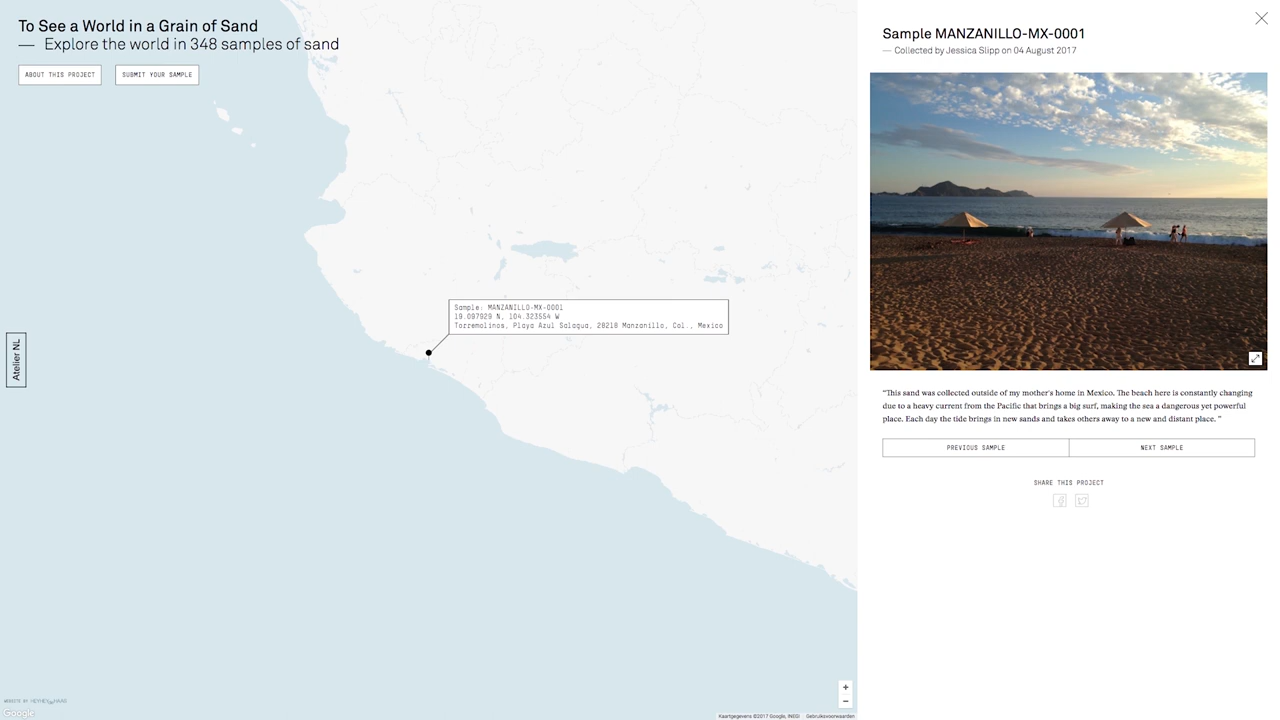 To See a World in a Grain of Sand
— Explore the world in 348 samples of sand
ABOUT THIS PROJECT
SUBMIT YOUR SAMPLE
Sample: MANZANILLO-MX-0001
19.097929 N, 104.323554 W
Torremolinos, Playa Azul Salagua, 28218 Manzanillo, Col., Mexico
Atelier NL
Google
+
−
Kaartgegevens ©2017 Google, INEGI
Gebruiksvoorwaarden
Sample MANZANILLO-MX-0001
— Collected by Jessica Slipp on 04 August 2017
“This sand was collected outside of my mother's home in Mexico. The beach here is constantly changing
due to a heavy current from the Pacific that brings a big surf, making the sea a dangerous yet powerful
place. Each day the tide brings in new sands and takes others away to a new and distant place. ”
PREVIOUS SAMPLE
NEXT SAMPLE
SHARE THIS PROJECT